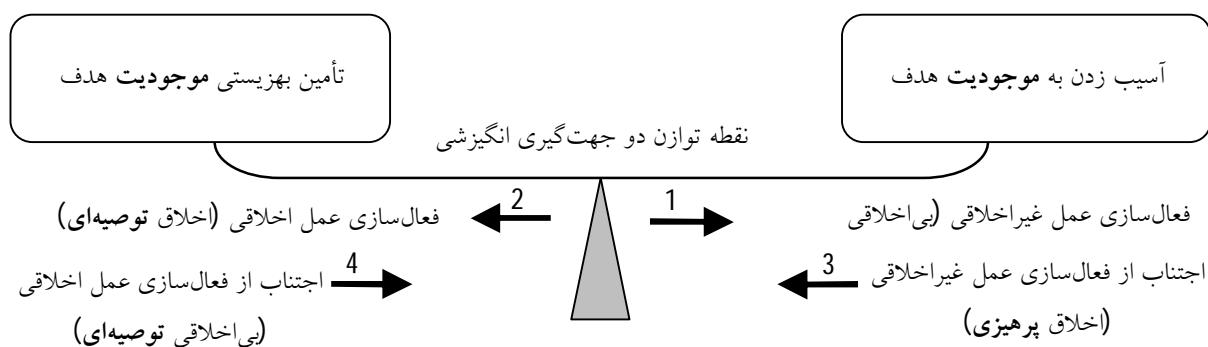 آسیب زدن به موجودیت هدف
تأمین بهزیستی موجودیت هدف
نقطه توازن دو جهت‌گیری انگیزشی
1
فعال‌سازی عمل غیراخلاقی (بی‌اخلاقی
2
فعال‌سازی عمل اخلاقی (اخلاق توصیه‌ای)
3
اجتناب از فعال‌سازی عمل غیراخلاقی
(اخلاق پرهیزی)
4
اجتناب از فعال‌سازی عمل اخلاقی
(بی‌اخلاقی توصیه‌ای)